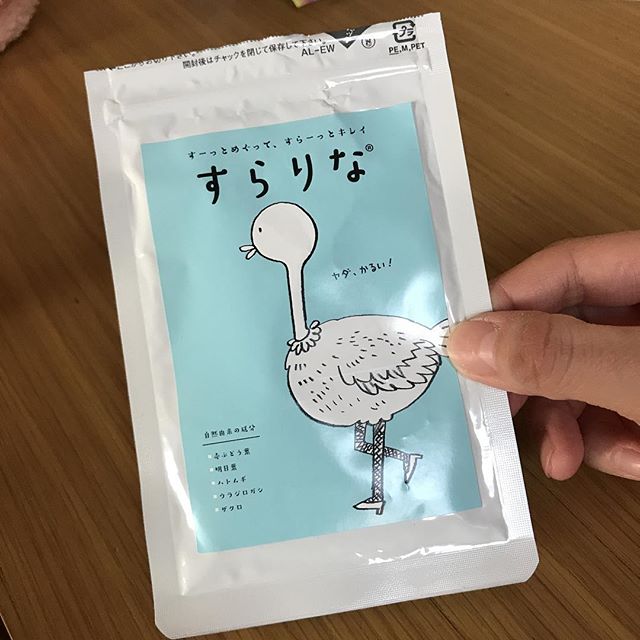 開封後はチャックを閉じて保存して下さい。
AL-EW
プラ
PE,M,PET
すーっとめぐって、すらーっとキレイ
すらりな®
ヤダ、かるい!
自然由来の成分
・赤ぶどう葉
・明日葉
・ハトムギ
・ウラジロガシ
・ザクロ